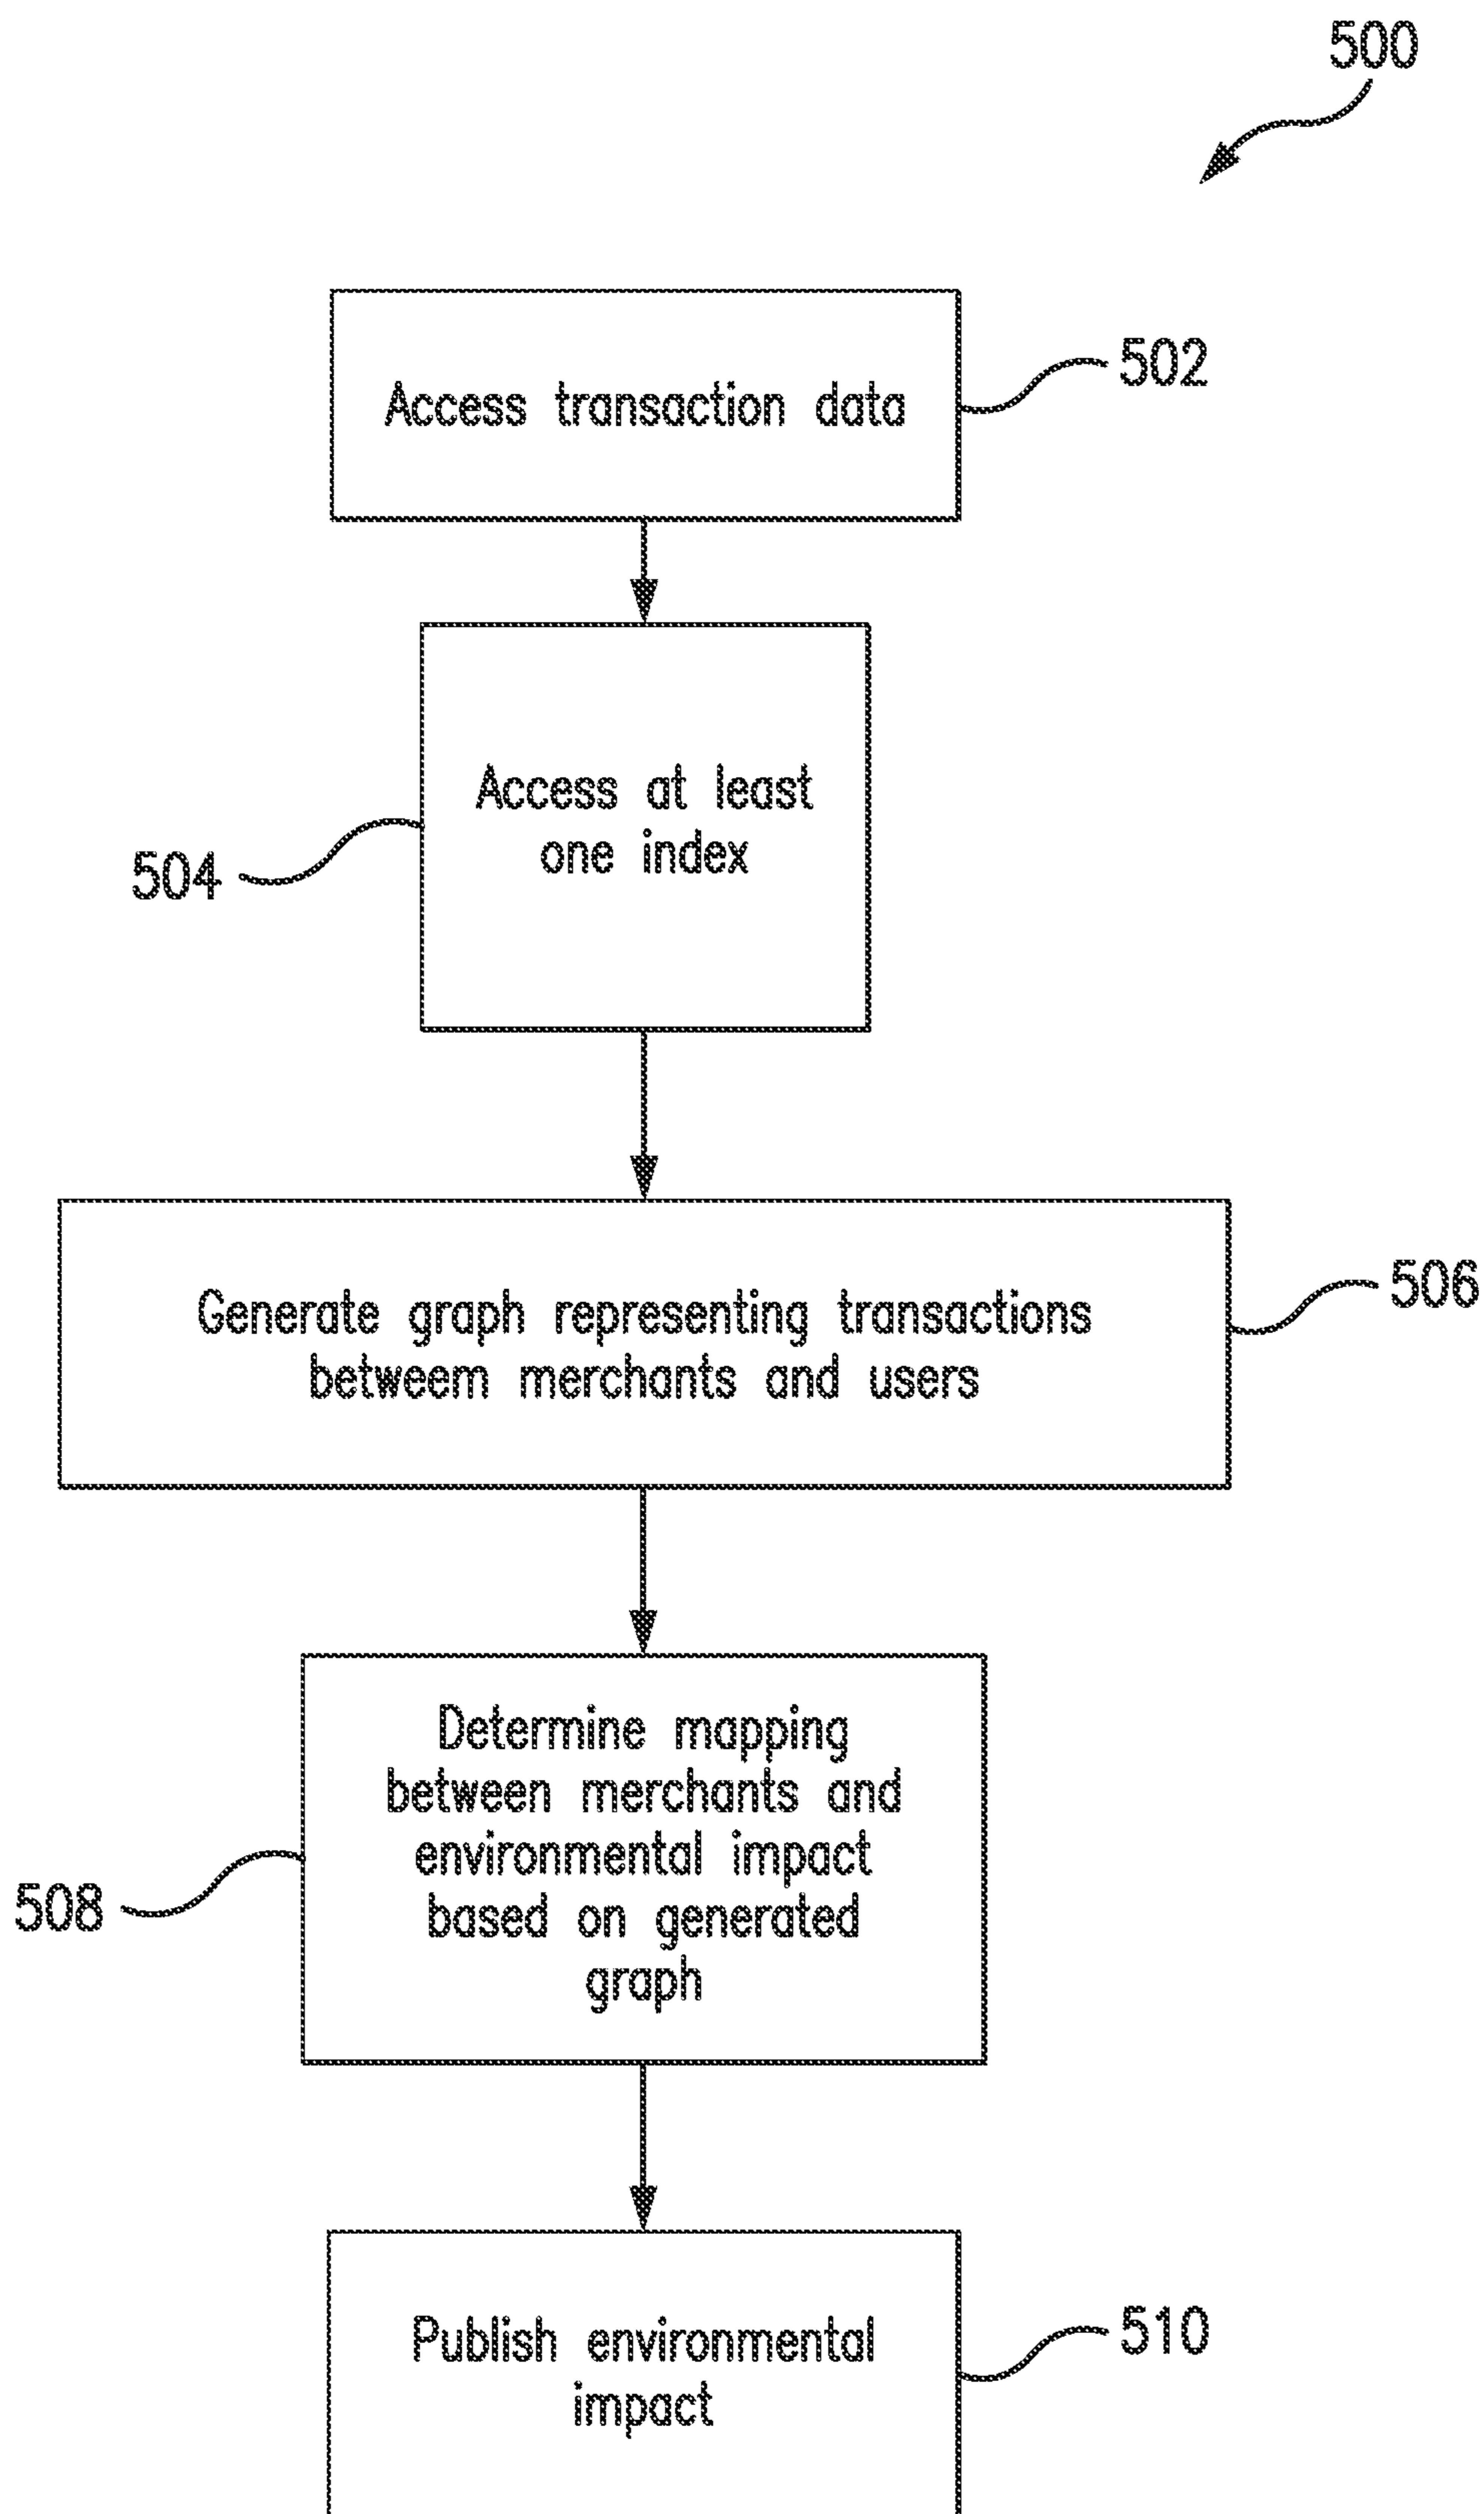 500
Access transaction data
502
Access at least
one index
504
Generate graph representing transactions
betweem merchants and users
506
Determine mapping
between merchants and
environmental impact
based on generated
graph
508
Publish environmental
impact
510